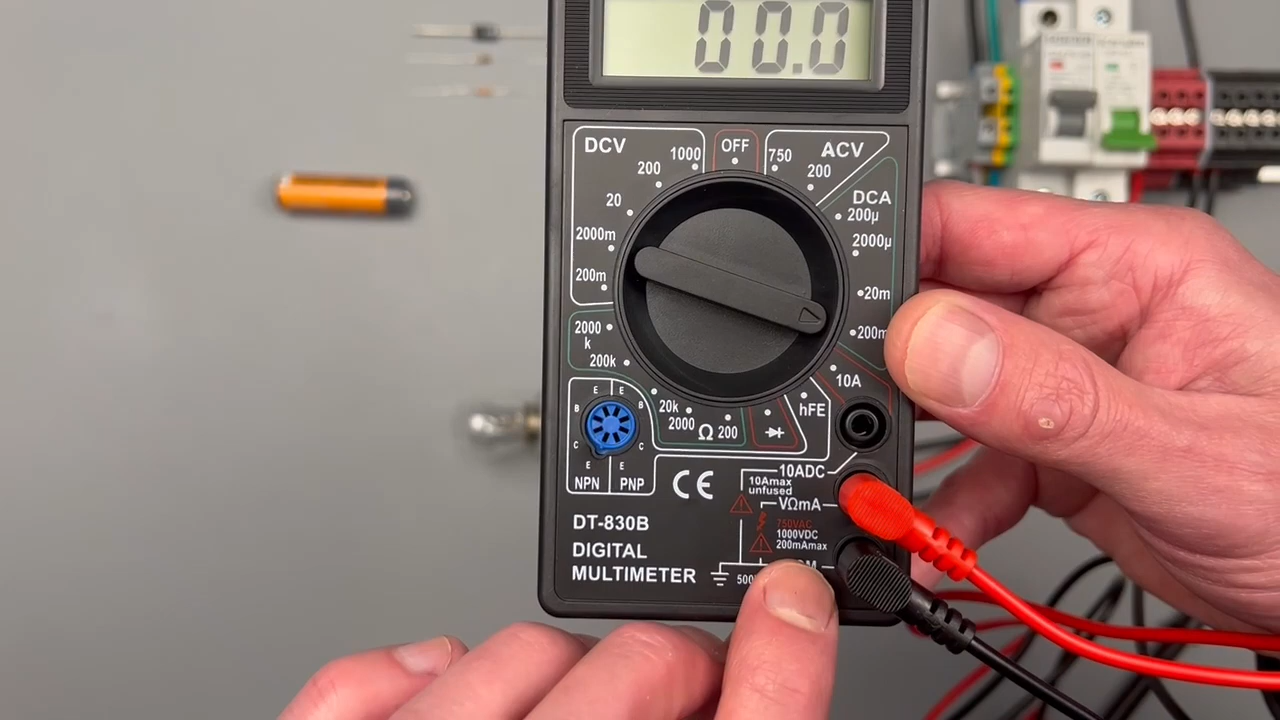 00.0
DCV
OFF
ACV
1000
750
200
200
DCA
20
200µ
2000m
2000µ
200m
20m
2000
k
200m
200k
10A
E
E
B
B
20k
hFE
2000
Ω
200
C
C
E
E
NPN
PNP
CE
10ADC
10Amax
unfused
VΩmA
DT-830B
750VAC
1000VDC
200mAmax
DIGITAL
MULTIMETER